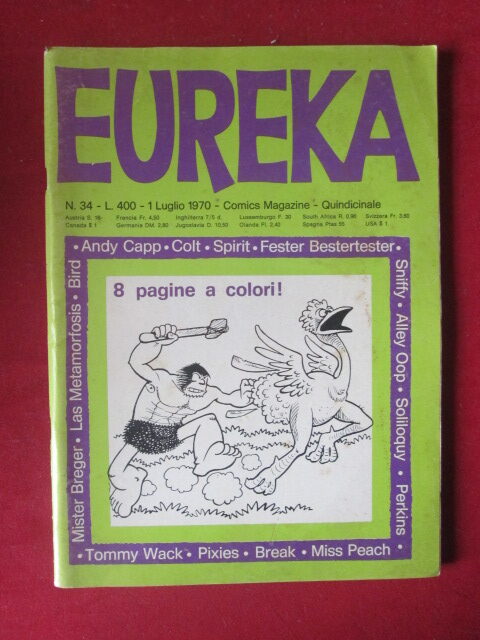 EUREKA
N. 34 - L. 400 - 1 Luglio 1970 - Comics Magazine - Quindicinale
Austria S. 18- Francia Fr. 4,50 Inghilterra 7/5 d. Lussemburgo F. 30 South Africa R. 0,90 Svizzera Fr. 3,60
Canada $ 1 Germania DM. 2,80 Jugoslavia D. 10,50 Olanda Fl. 2,40 Spagna Ptas 55 USA $ 1
• Andy Capp • Colt • Spirit • Fester Bestertester •
Sniffy • Alley Oop • Soliloquy • Perkins •
Mister Breger • Las Metamorfosis • Bird
8 pagine a colori!
• Tommy Wack • Pixies • Break • Miss Peach •